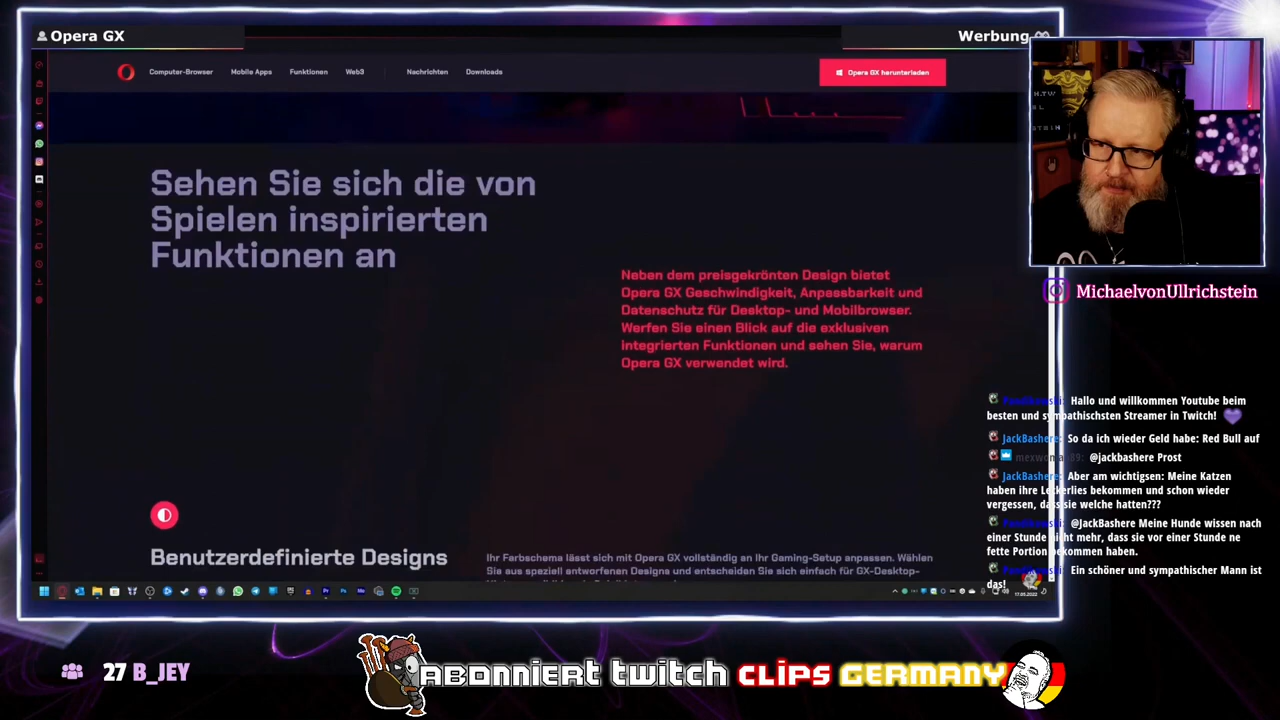 Opera GX
Werbung
Computer-Browser
Mobile Apps
Funktionen
Web3
Nachrichten
Downloads
Opera GX herunterladen
Sehen Sie sich die von
Spielen inspirierten
Funktionen an
Neben dem preisgekrönten Design bietet
Opera GX Geschwindigkeit, Anpassbarkeit und
Datenschutz für Desktop- und Mobilbrowser.
Werfen Sie einen Blick auf die exklusiven
integrierten Funktionen und sehen Sie, warum
Opera GX verwendet wird.
Benutzerdefinierte Designs
Ihr Farbschema lässt sich mit Opera GX vollständig an Ihr Gaming-Setup anpassen. Wählen
Sie aus speziell entworfenen Designs und entscheiden Sie sich einfach für GX-Desktop-
17.05.2022
MichaelvonUllrichstein
Hallo und willkommen Youtube beim
besten und sympathischsten Streamer in Twitch!
JackBashere: So da ich wieder Geld habe: Red Bull auf
@jackbashere Prost
JackBashere: Aber am wichtigsen: Meine Katzen
haben ihre Leckerlies bekommen und schon wieder
vergessen, dass sie welche hatten???
@JackBashere Meine Hunde wissen nach
einer Stunde nicht mehr, dass sie vor einer Stunde ne
fette Portion bekommen haben.
Ein schöner und sympathischer Mann ist
das!
27 B_JEY
ABONNIERT TWITCH CLIPS GERMANY